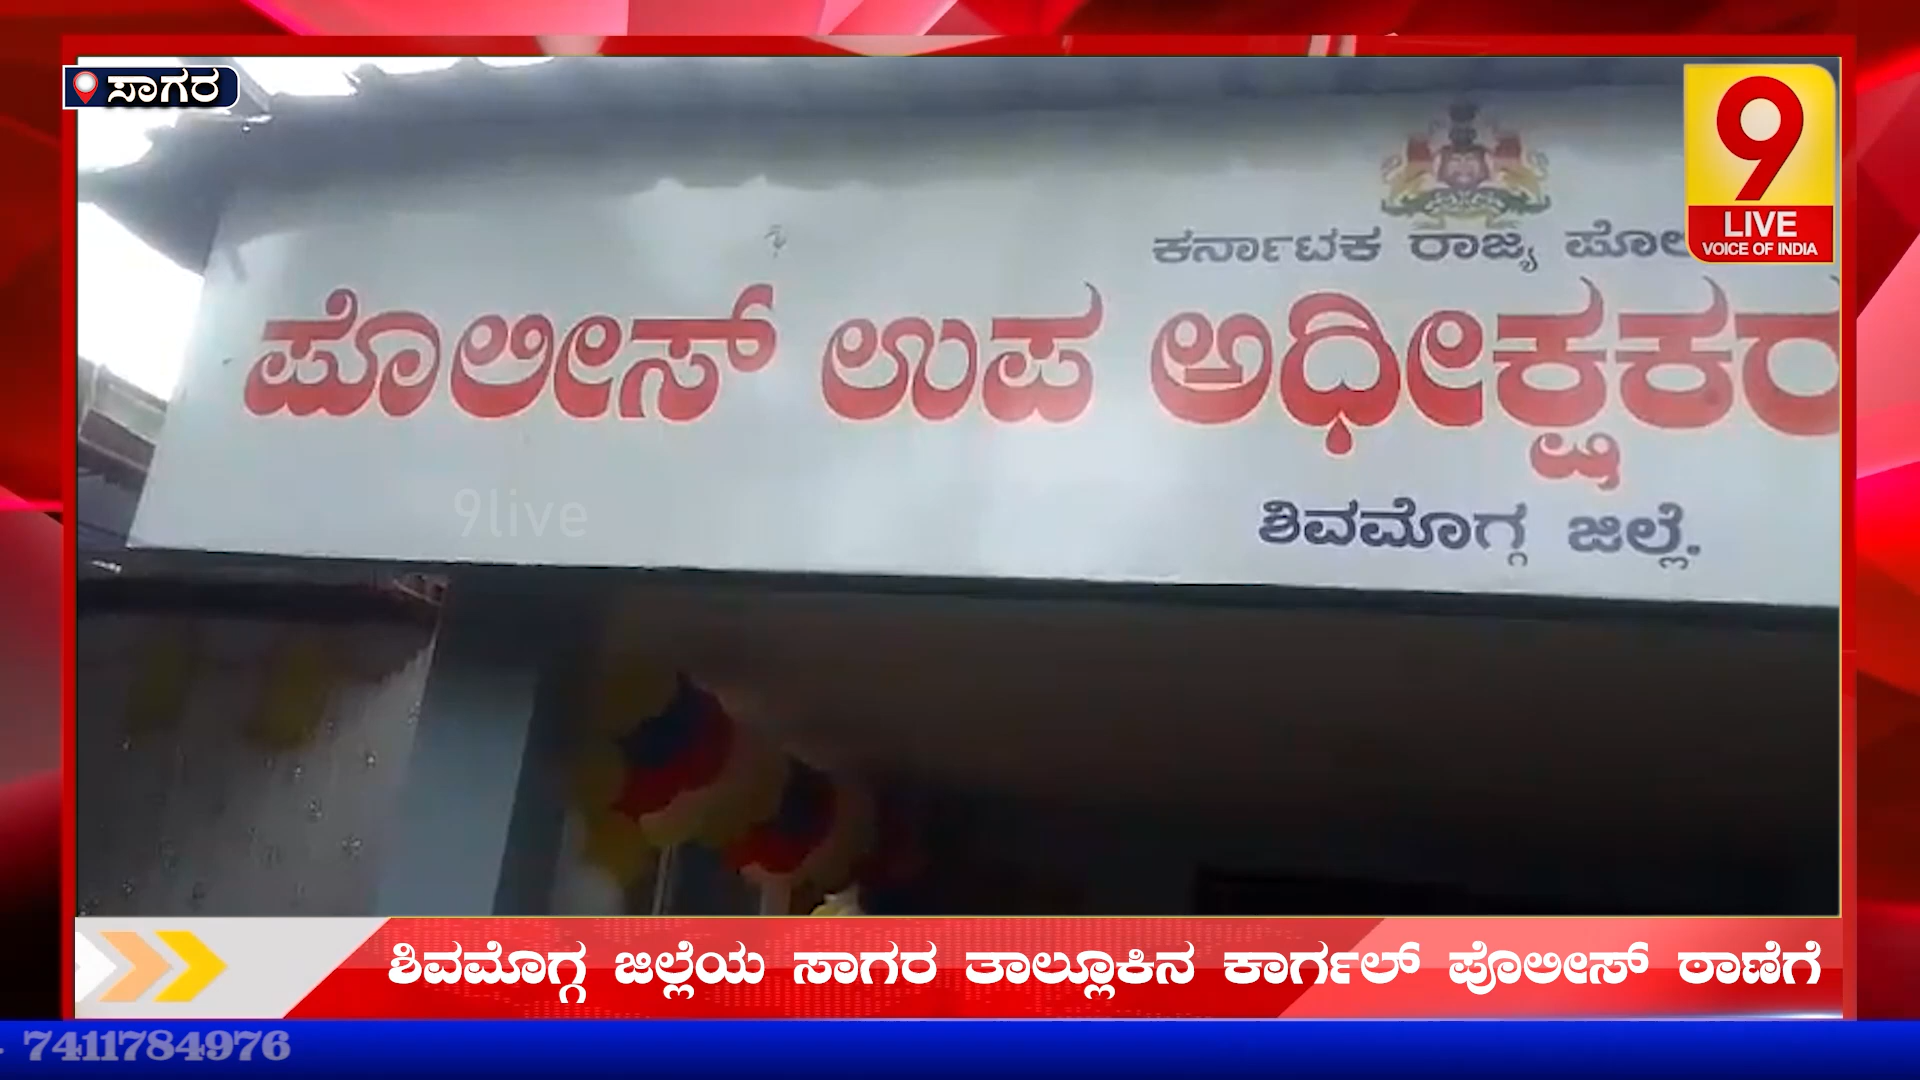 ಸಾಗರ
9
LIVE
VOICE OF INDIA
ಕರ್ನಾಟಕ ರಾಜ್ಯ
ಪೊಲೀಸ್ ಉಪ ಅಧೀಕ್ಷಕರ
9live
ಶಿವಮೊಗ್ಗ ಜಿಲ್ಲೆ.
ಶಿವಮೊಗ್ಗ ಜಿಲ್ಲೆಯ ಸಾಗರ ತಾಲ್ಲೂಕಿನ ಕಾರ್ಗಲ್ ಪೊಲೀಸ್ ಠಾಣೆಗೆ
7411784976